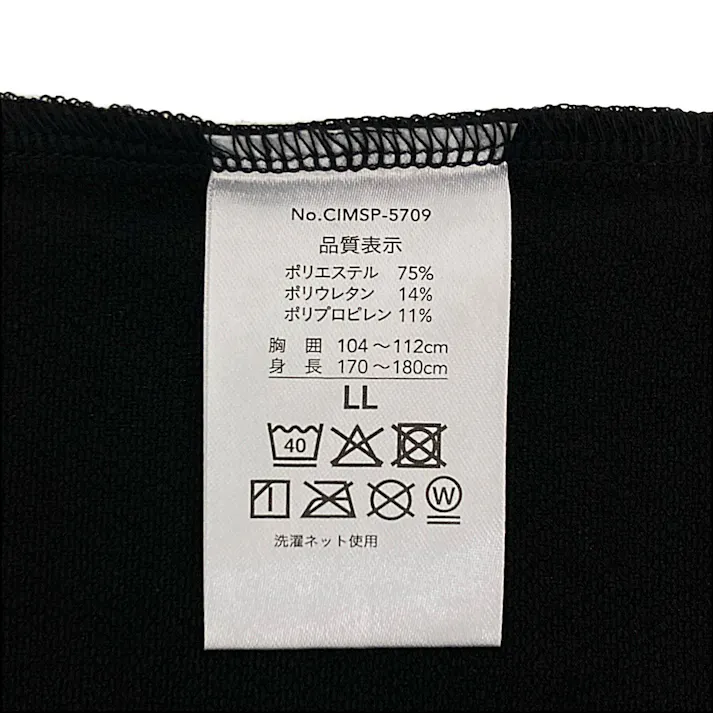 No.CIMSP-5709
品質表示
ポリエステル 75%
ポリウレタン 14%
ポリプロピレン 11%
胸 囲 104～112cm
身 長 170～180cm
LL
40
W
洗濯ネット使用